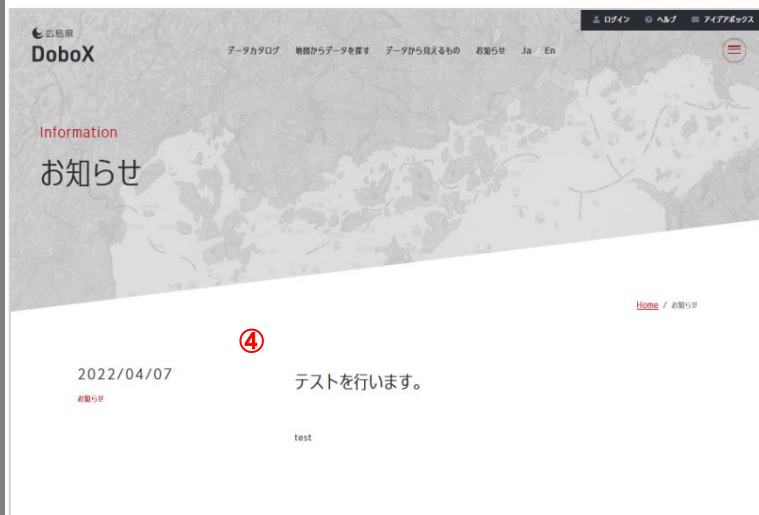 ログイン ヘルプ アイデアボックス
広島県
DoboX
データカタログ 地図からデータを探す データから見えるもの お知らせ Ja / En
Information
お知らせ
Home / お知らせ
④
2022/04/07
お知らせ
テストを行います。
test